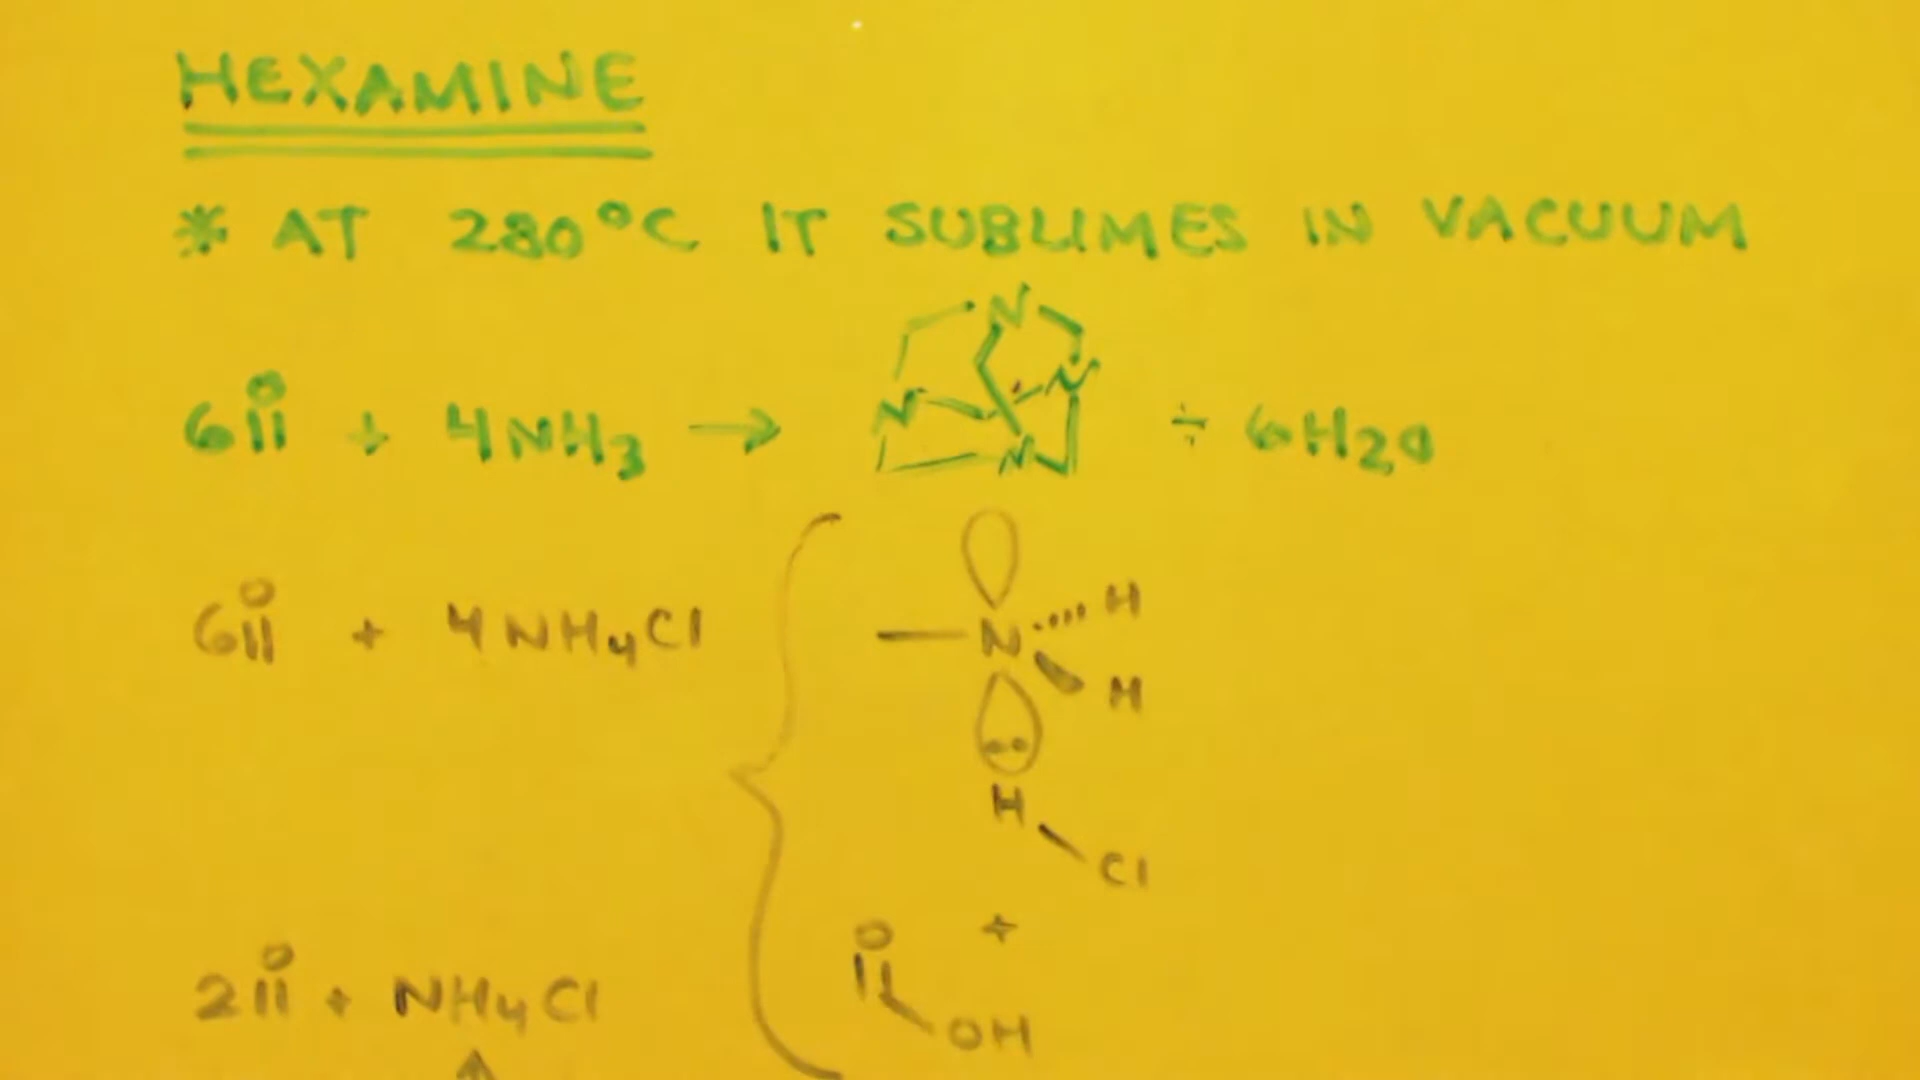 HEXAMINE
* AT 280°C IT SUBLIMES IN VACUUM
6 O + 4NH3 → N N N N + 6H2O
6 O + 4NH4Cl
N H H
H Cl
+
O OH
2 O + NH4Cl